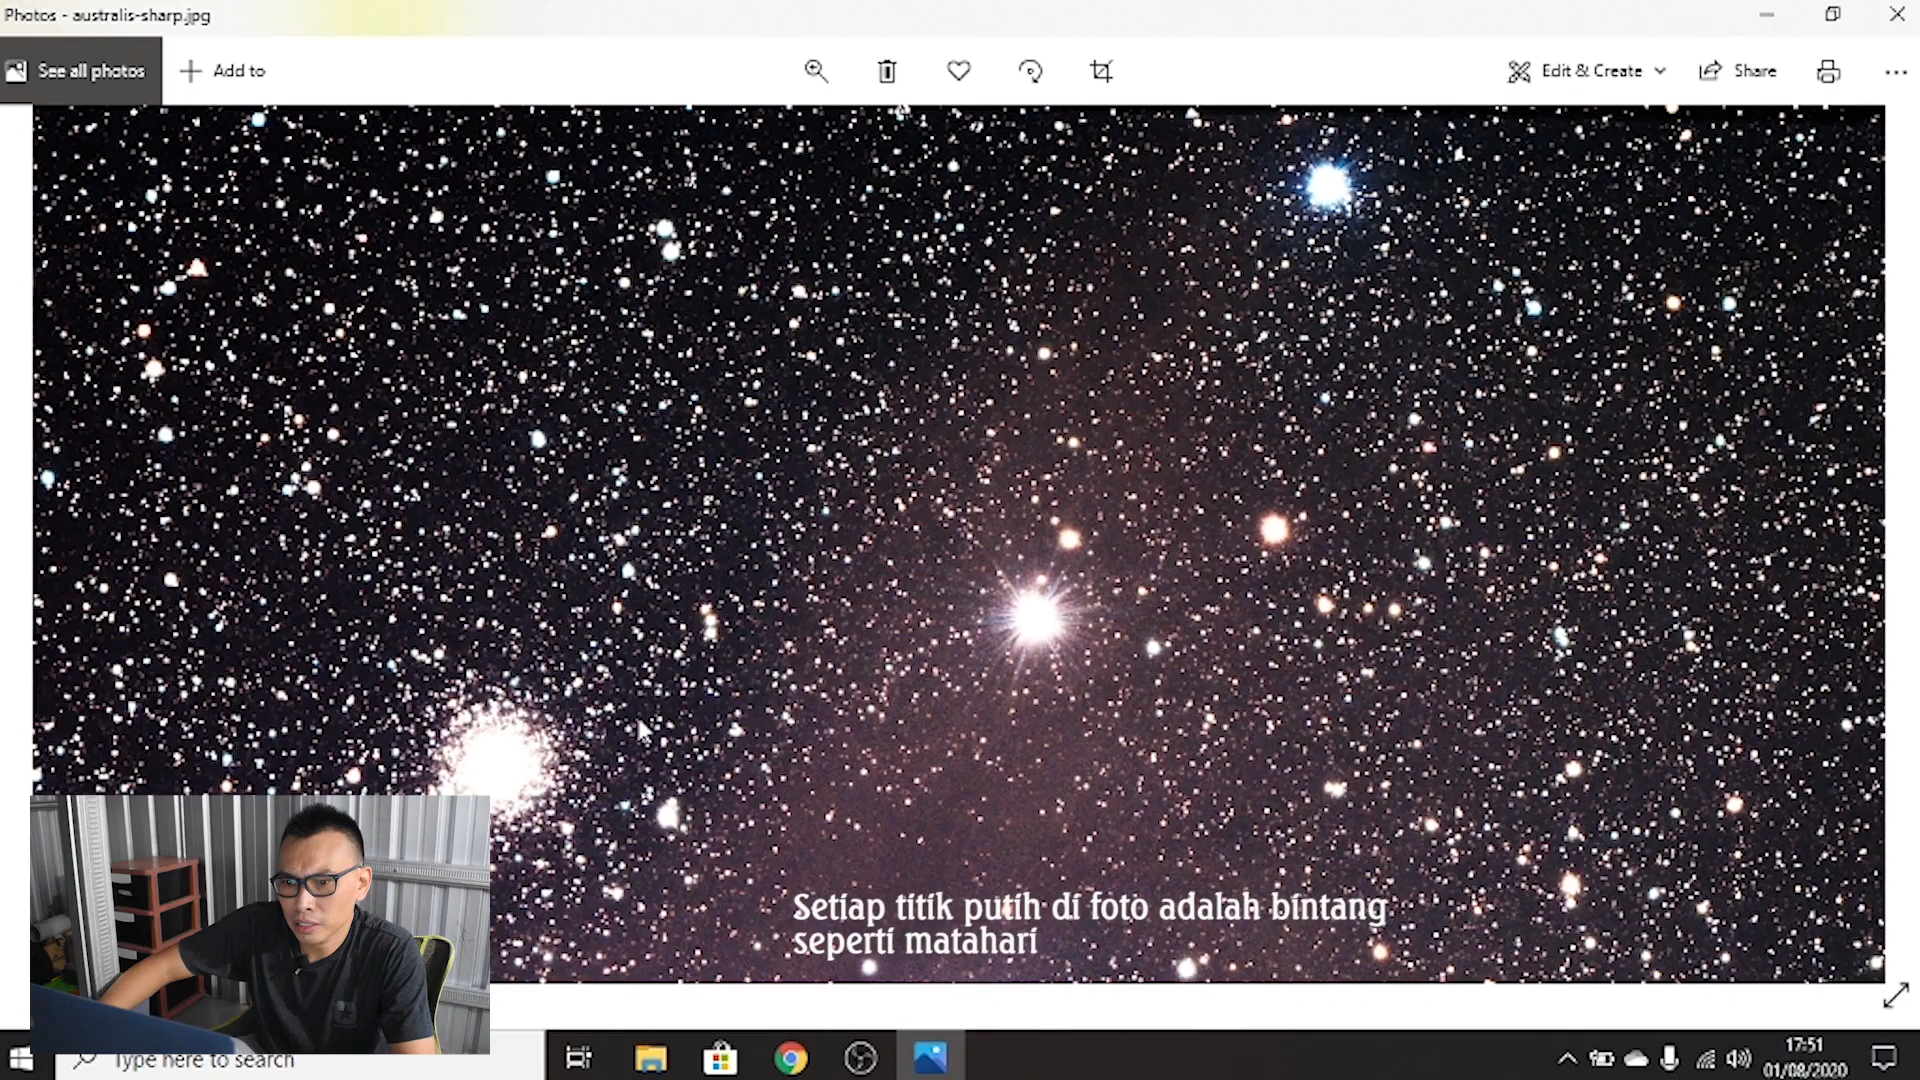 Photos - australis-sharp.jpg
See all photos
Add to
Edit & Create
Share
Setiap titik putih di foto adalah bintang
seperti matahari
Type here to search
17:51
01/08/2020